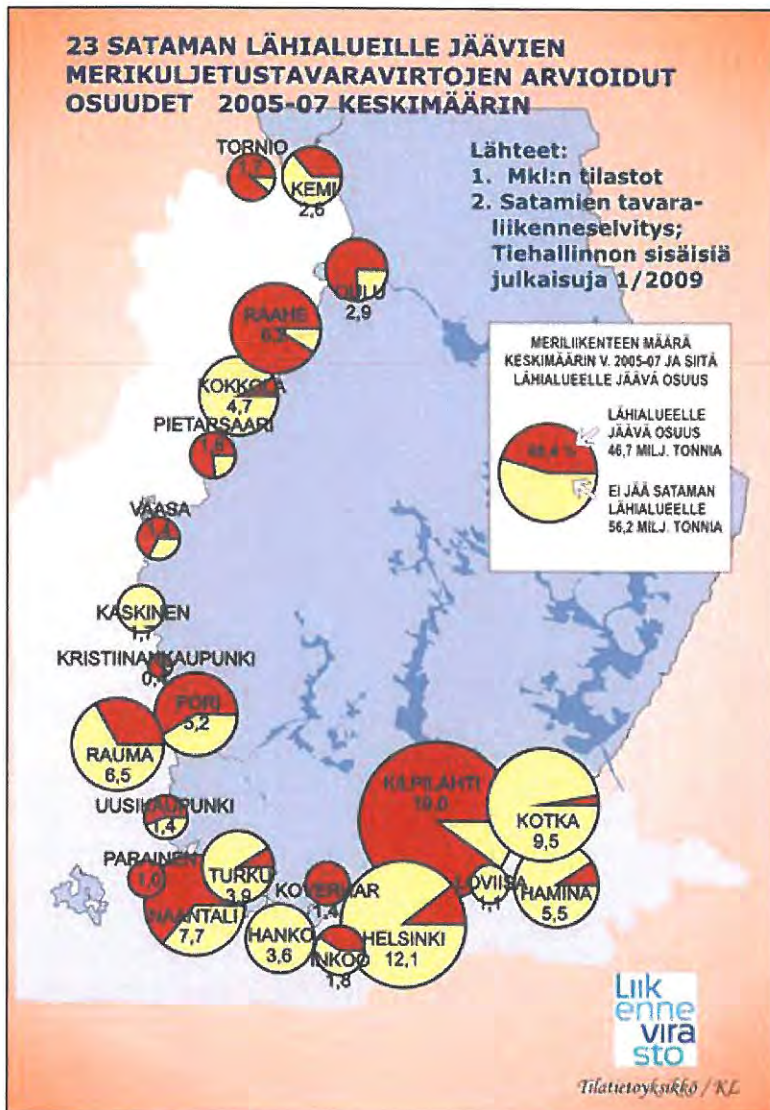 23 SATAMAN LÄHIALUEILLE JÄÄVIEN
MERIKULJETUSTAVARAVIRTOJEN ARVIOIDUT
OSUUDET 2005-07 KESKIMÄÄRIN
Lähteet:
1. Mkl:n tilastot
2. Satamien tavara-
liikenneselvitys;
Tiehallinnon sisäisiä
julkaisuja 1/2009
TORNIO
1,7
KEMI
2,6
OULU
2,9
RAAHE
KOKKOLA
4,7
PIETARSAARI
1,8
VAASA
KASKINEN
KRISTIINANKAUPUNKI
PORI
5,2
RAUMA
6,5
UUSIKAUPUNKI
1,4
PARAINEN
1,0
TURKU
3,9
NAANTALI
7,7
KOVERHAR
1,4
HANKO
3,6
INKOO
1,8
HELSINKI
12,1
KILPILAHTI
19,0
LOVIISA
1,1
KOTKA
9,5
HAMINA
5,5
MERILIIKENTEEN MÄÄRÄ
KESKIMÄÄRIN V. 2005-07 JA SIITÄ
LÄHIALUEELLE JÄÄVÄ OSUUS
LÄHIALUEELLE
JÄÄVÄ OSUUS
46,7 MILJ. TONNIA
EI JÄÄ SATAMAN
LÄHIALUEELLE
56,2 MILJ. TONNIA
Liik
enne
vira
sto
Tilatietoyksikkö / KL